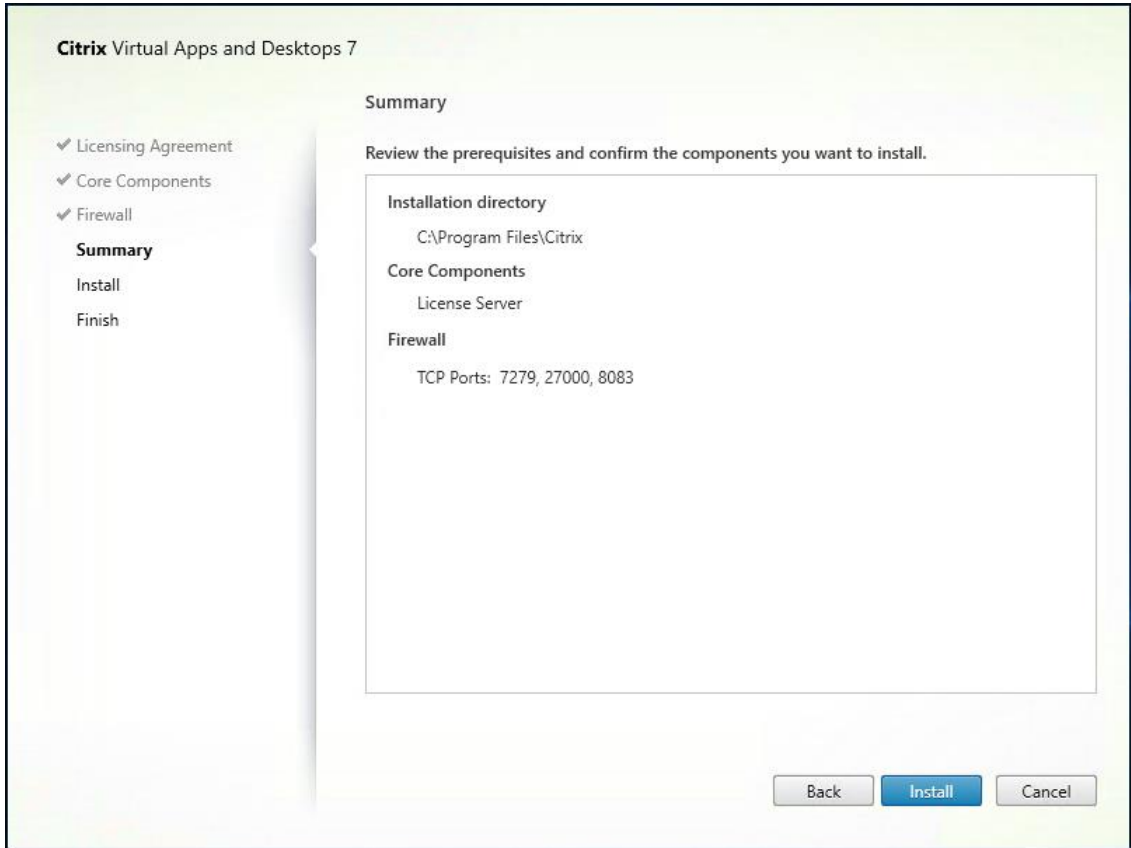 Citrix Virtual Apps and Desktops 7
Licensing Agreement
Core Components
Firewall
Summary
Install
Finish
Summary
Review the prerequisites and confirm the components you want to install.
Installation directory
C:\Program Files\Citrix
Core Components
License Server
Firewall
TCP Ports: 7279, 27000, 8083
Back
Install
Cancel